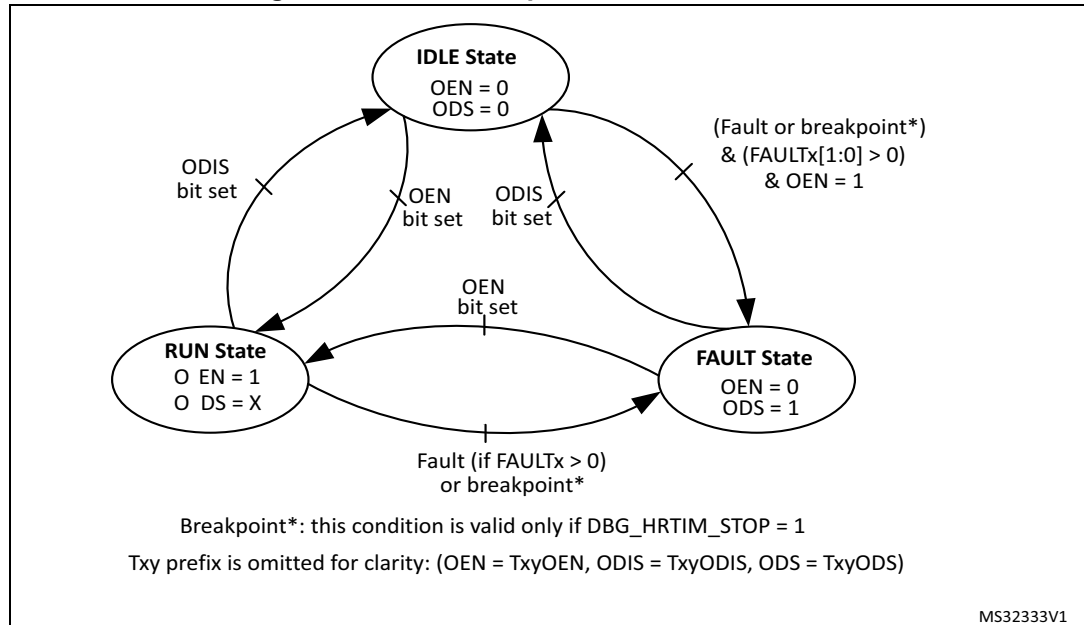 IDLE State
OEN = 0
ODS = 0
(Fault or breakpoint*)
& (FAULTx[1:0] > 0)
& OEN = 1
ODIS
bit set
OEN
bit set
ODIS
bit set
OEN
bit set
RUN State
O EN = 1
O DS = X
FAULT State
OEN = 0
ODS = 1
Fault (if FAULTx > 0)
or breakpoint*
Breakpoint*: this condition is valid only if DBG_HRTIM_STOP = 1
Txy prefix is omitted for clarity: (OEN = TxyOEN, ODIS = TxyODIS, ODS = TxyODS)
MS32333V1